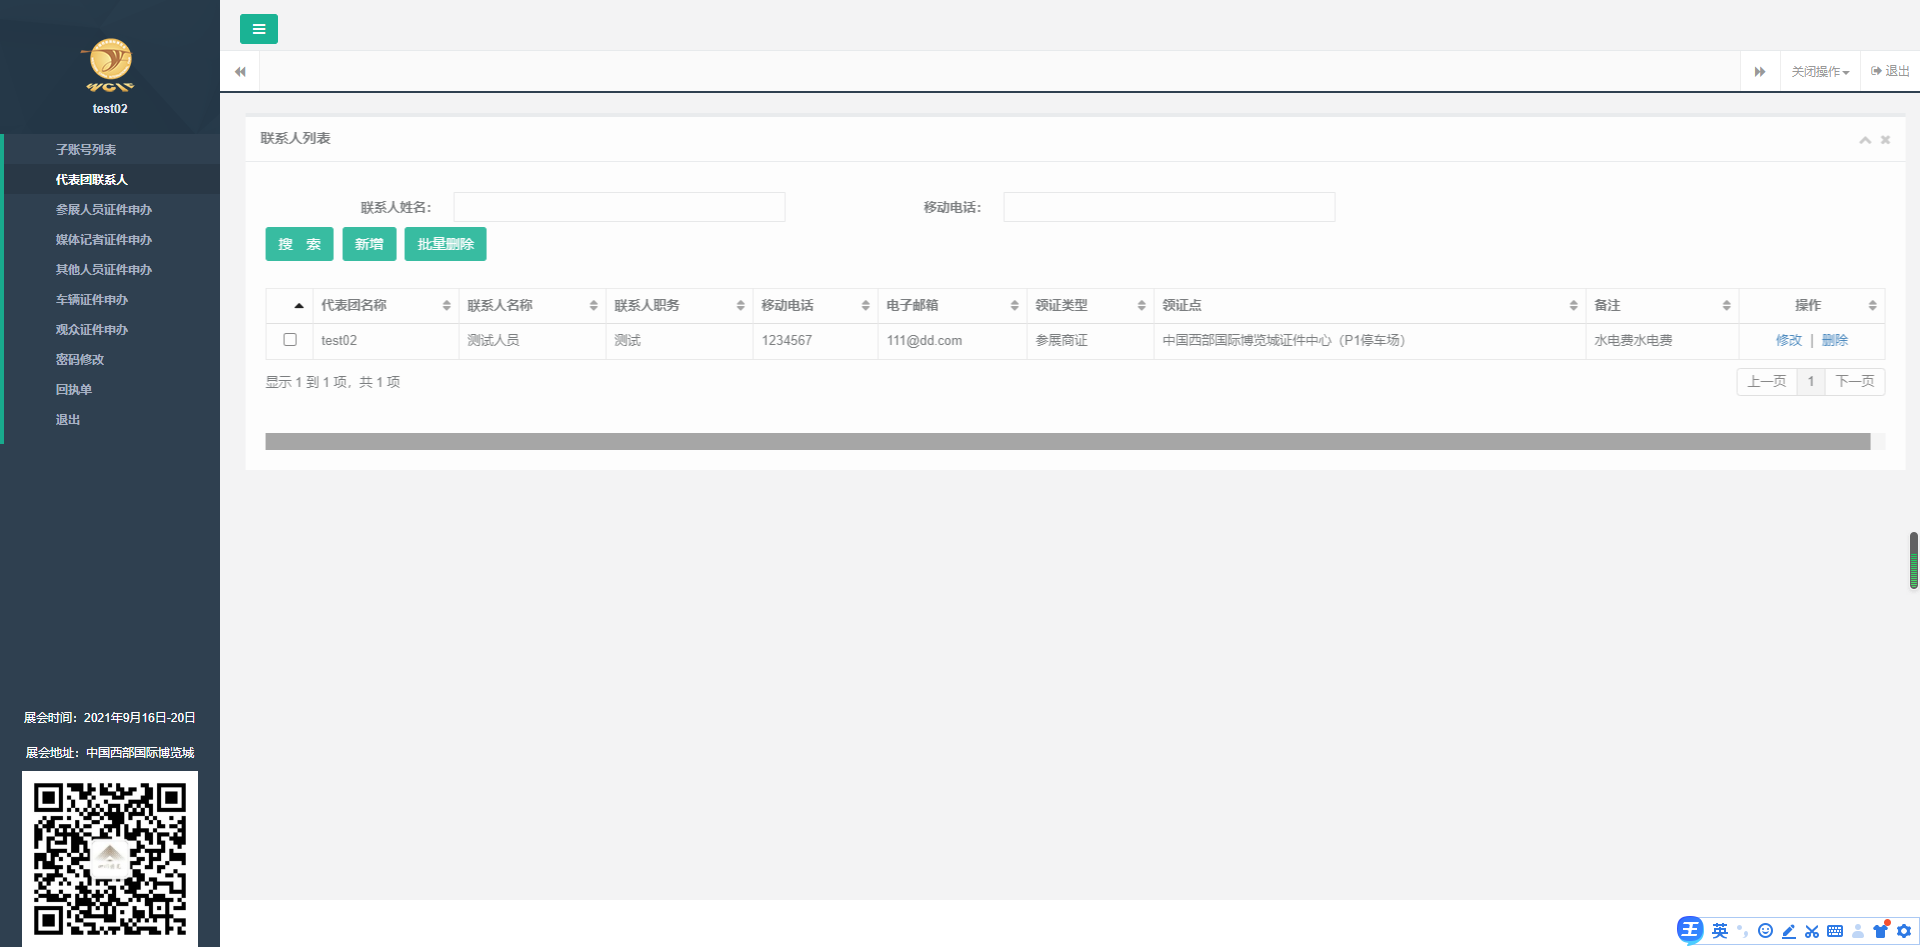 test02
子账号列表
代表团联系人
参展人员证件申办
媒体记者证件申办
其他人员证件申办
车辆证件申办
观众证件申办
密码修改
回执单
退出
展会时间：2021年9月16日-20日
展会地址：中国西部国际博览城
关闭操作
退出
联系人列表
联系人姓名：
移动电话：
搜 索
新增
批量删除
代表团名称 联系人名称 联系人职务 移动电话 电子邮箱 领证类型 领证点 备注 操作
test02 测试人员 测试 1234567 111@dd.com 参展商证 中国西部国际博览城证件中心（P1停车场） 水电费水电费 修改 | 删除
显示 1 到 1 项，共 1 项
上一页 1 下一页
王 英